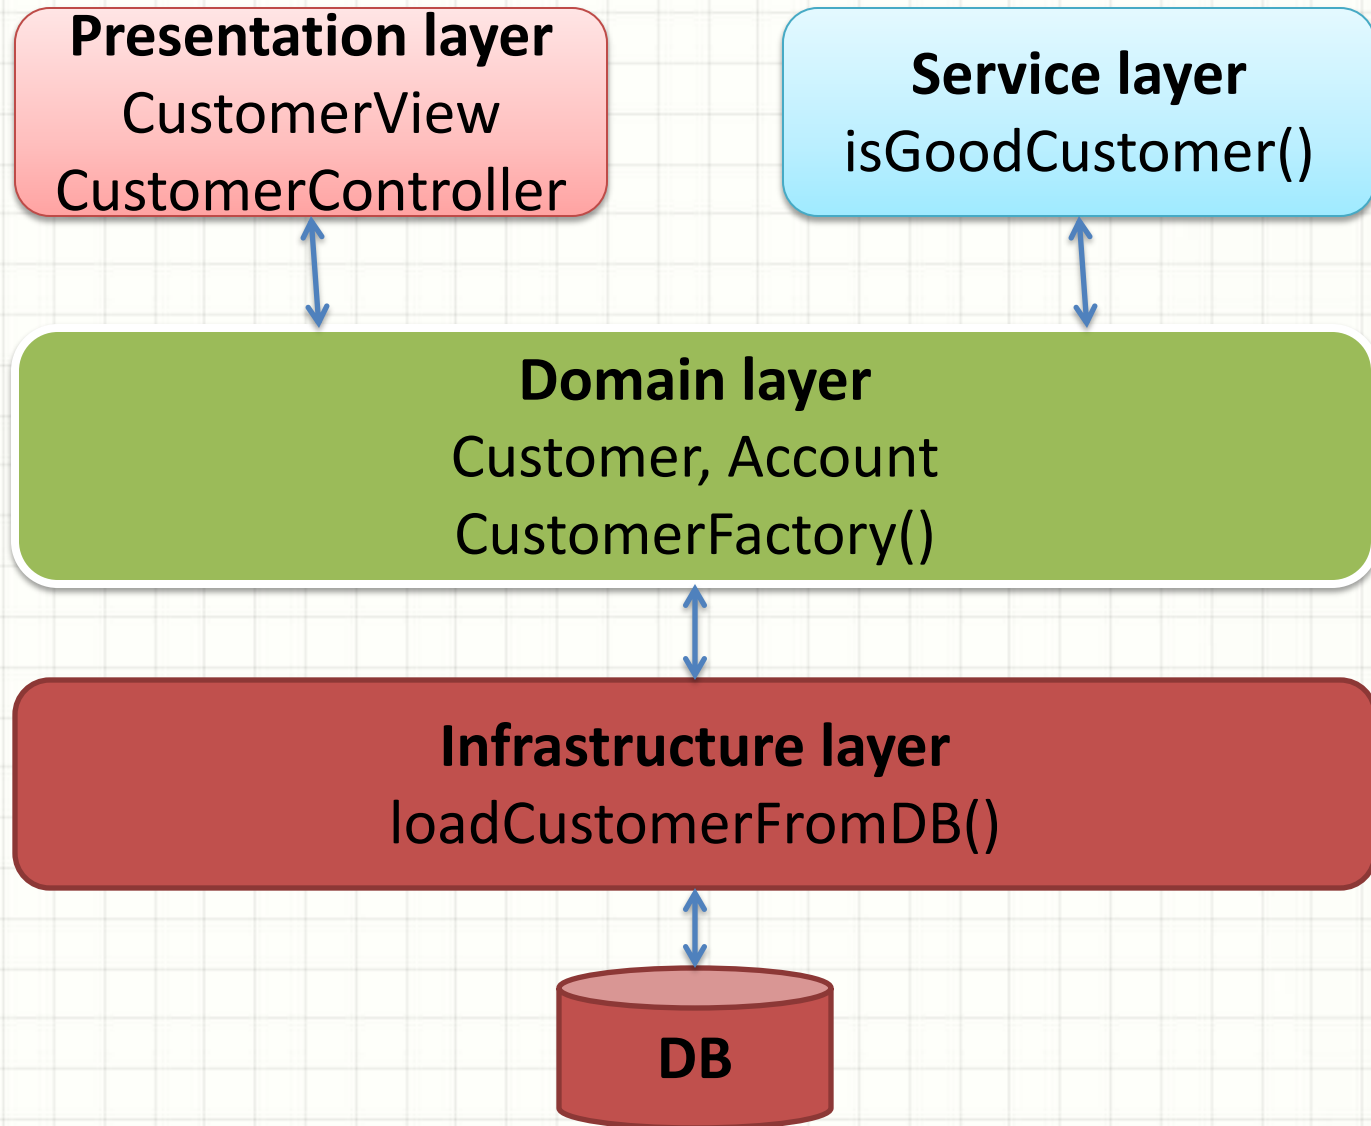 Presentation layer
CustomerView
CustomerController
Service layer
isGoodCustomer()
Domain layer
Customer, Account
CustomerFactory()
Infrastructure layer
loadCustomerFromDB()
DB